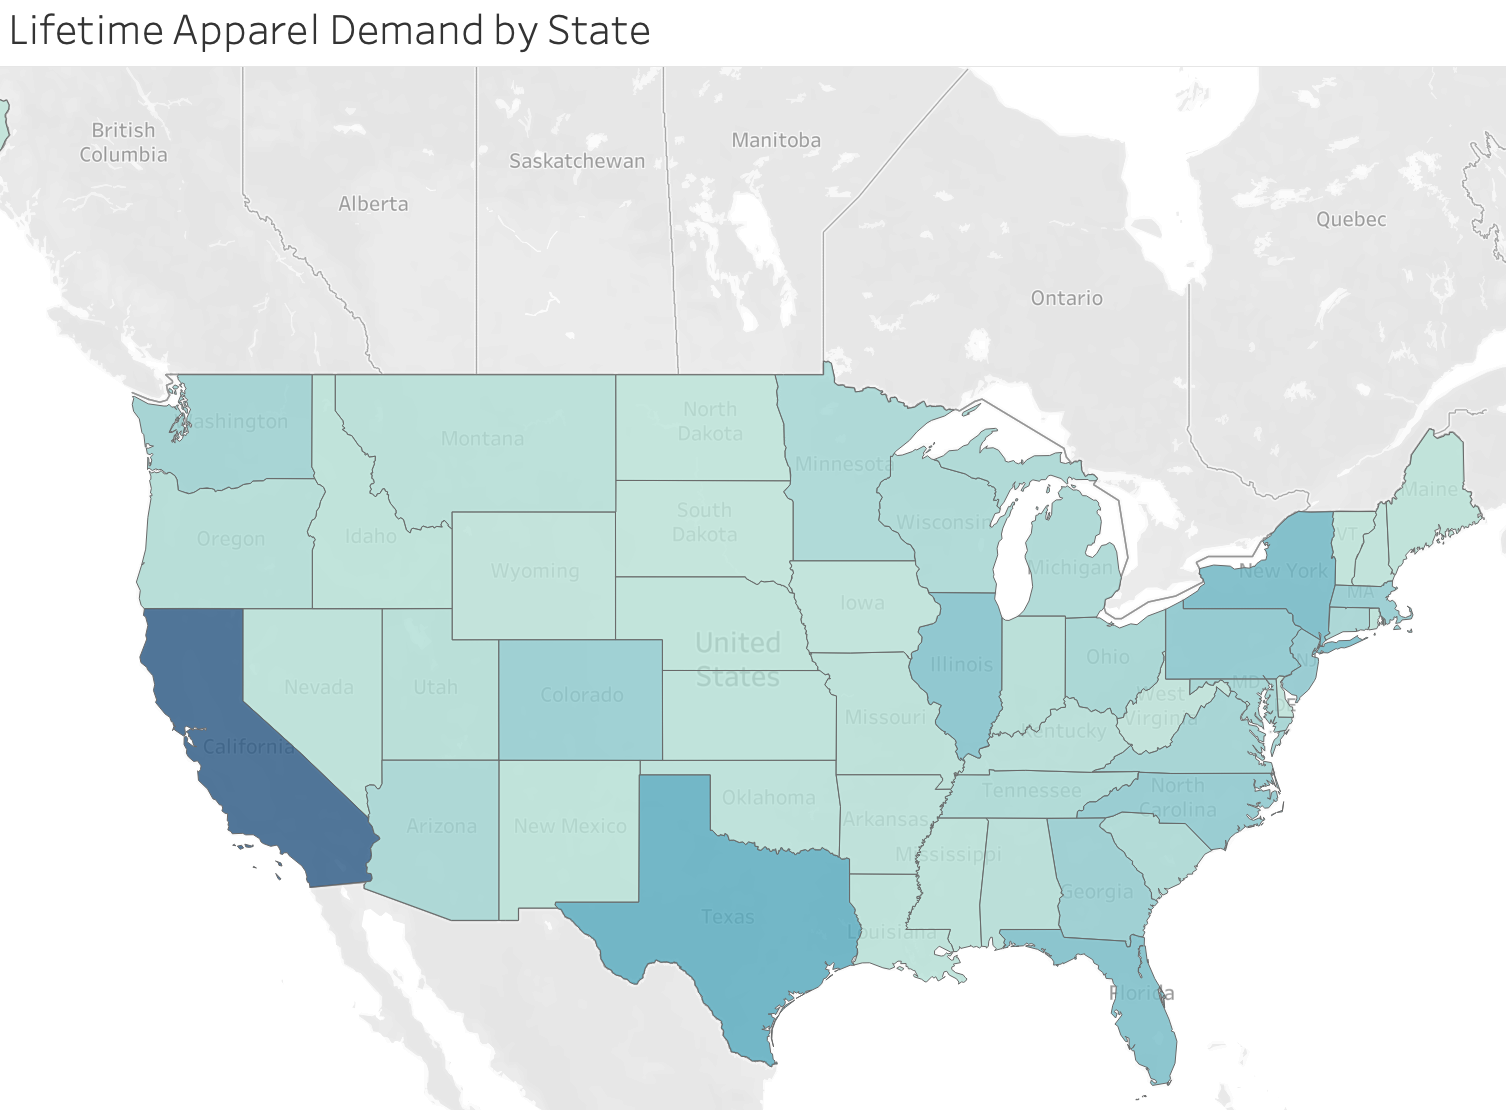 Lifetime Apparel Demand by State
British
Columbia
Alberta
Saskatchewan
Manitoba
Ontario
Quebec
ashington
Montana
North
Dakota
Minnesota
Maine
Oregon
Idaho
South
Dakota
Wisconsin
VT
Wyoming
Michigan
New York
MA
Iowa
United
States
Illinois
Ohio
NJ
Nevada
Utah
Colorado
MD
West
Virginia
DE
Missouri
Kentucky
California
Tennessee
North
Carolina
Oklahoma
Arizona
New Mexico
Arkansas
Mississippi
Georgia
Texas
Louisiana
Florida